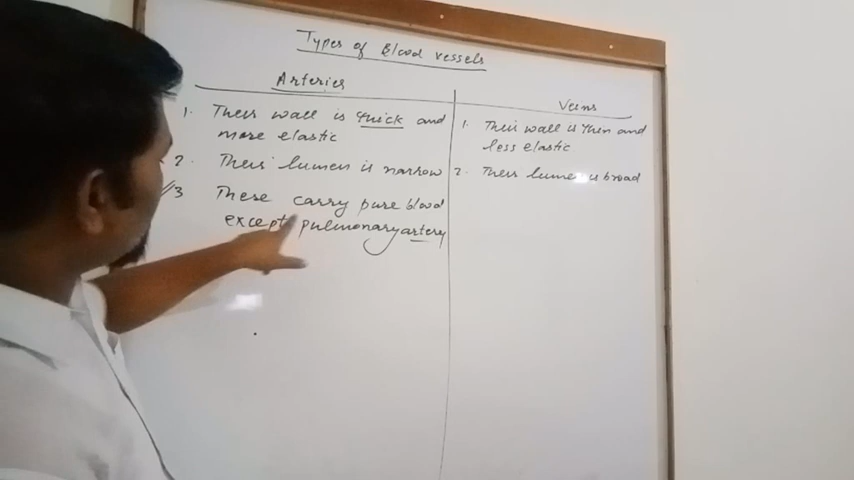 Types of Blood vessels
Arteries
1. Their wall is thick and
more elastic
2. Their lumen is narrow
3 These carry pure blood
except pulmonary artery
Veins
1. Their wall is thin and
less elastic
2. Their lumen is broad